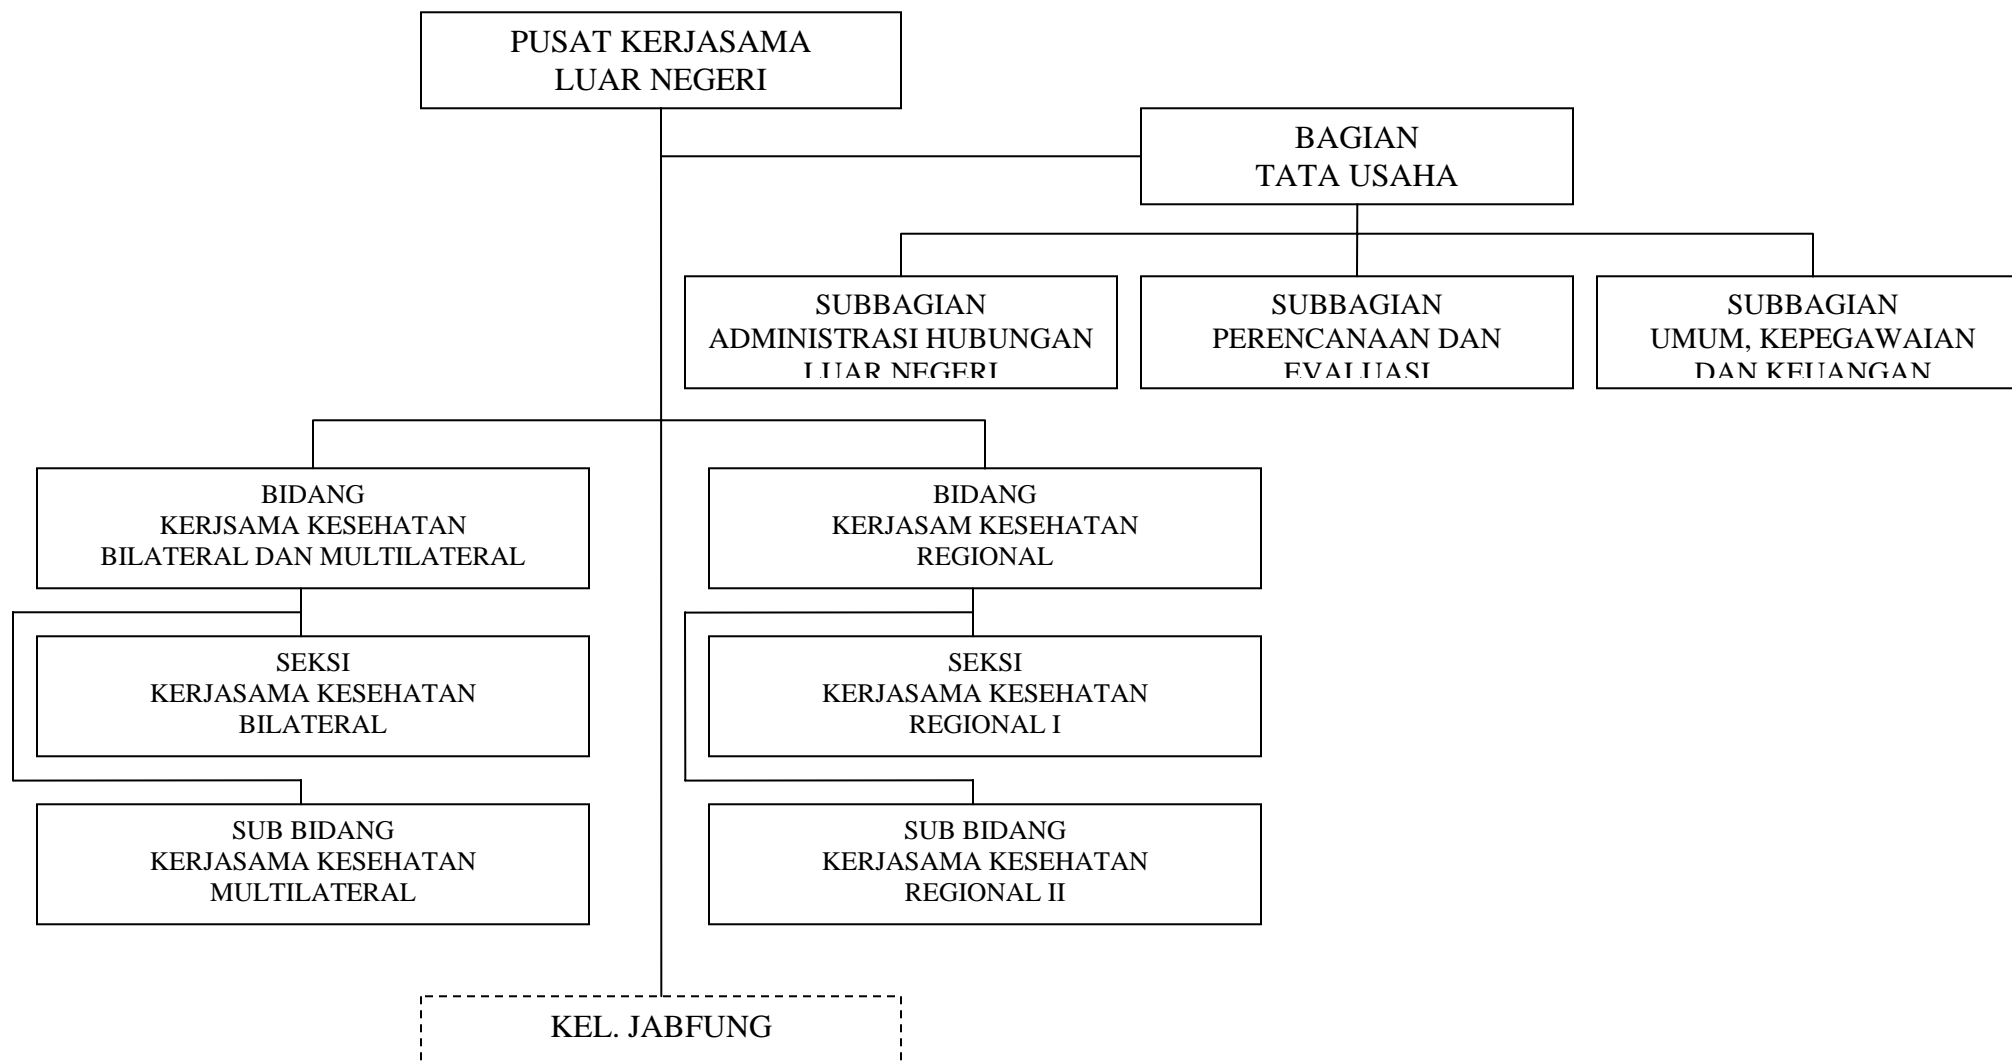 PUSAT KERJASAMA
LUAR NEGERI
BAGIAN
TATA USAHA
SUBBAGIAN
ADMINISTRASI HUBUNGAN
LUAR NEGERI
SUBBAGIAN
PERENCANAAN DAN
EVALUASI
SUBBAGIAN
UMUM, KEPEGAWAIAN
DAN KEUANGAN
BIDANG
KERJSAMA KESEHATAN
BILATERAL DAN MULTILATERAL
BIDANG
KERJASAM KESEHATAN
REGIONAL
SEKSI
KERJASAMA KESEHATAN
BILATERAL
SEKSI
KERJASAMA KESEHATAN
REGIONAL I
SUB BIDANG
KERJASAMA KESEHATAN
MULTILATERAL
SUB BIDANG
KERJASAMA KESEHATAN
REGIONAL II
KEL. JABFUNG